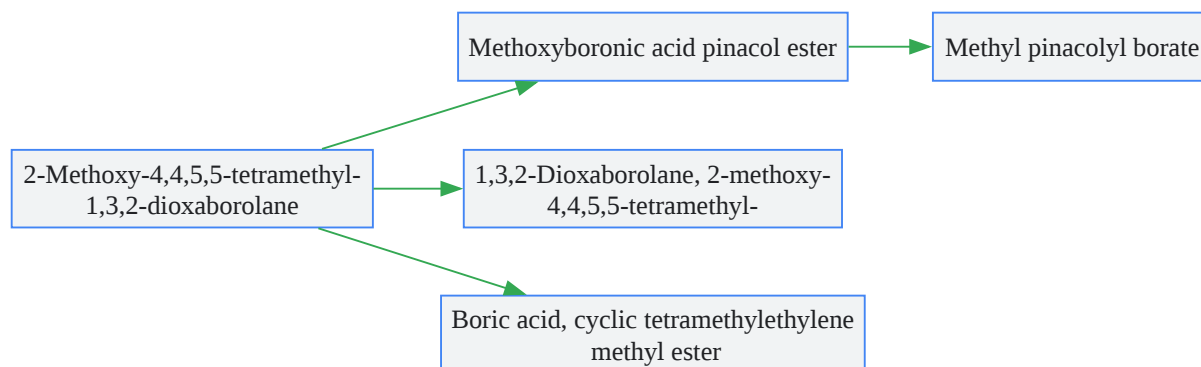 Methoxyboronic acid pinacol ester
Methyl pinacolyl borate
2-Methoxy-4,4,5,5-tetramethyl-
1,3,2-dioxaborolane
1,3,2-Dioxaborolane, 2-methoxy-
4,4,5,5-tetramethyl-
Boric acid, cyclic tetramethylethylene
methyl ester